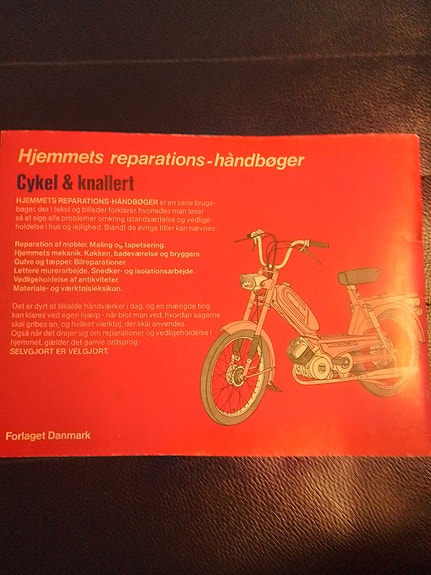 Hjemmets reparations-håndbøger
Cykel & knallert
HJEMMETS REPARATIONS-HÅNDBØGER er en serie brugs-
bøger, der i tekst og billeder forklarer, hvorledes man løser
så at sige alle problemer omkring istandsættelse og vedlige-
holdelse i hus og lejlighed. Blandt de øvrige titler kan nævnes:
Reparation af møbler. Maling og tapetsering.
Hjemmets mekanik. Køkken, badeværelse og bryggers.
Gulve og tæpper. Bilreparationer.
Lettere murerarbejde. Snedker- og isolationsarbejde.
Vedligeholdelse af antikviteter.
Materiale- og værktøjsleksikon.
Det er dyrt at tilkalde håndværker i dag, og en mængde ting
kan klares ved egen hjælp - når blot man ved, hvordan sagerne
skal gribes an, og hvilket værktøj, der skal anvendes.
Også når det drejer sig om reparationer og vedligeholdelse i
hjemmet, gælder det gamle ordsprog:
SELVGJORT ER VELGJORT.
Forlaget Danmark